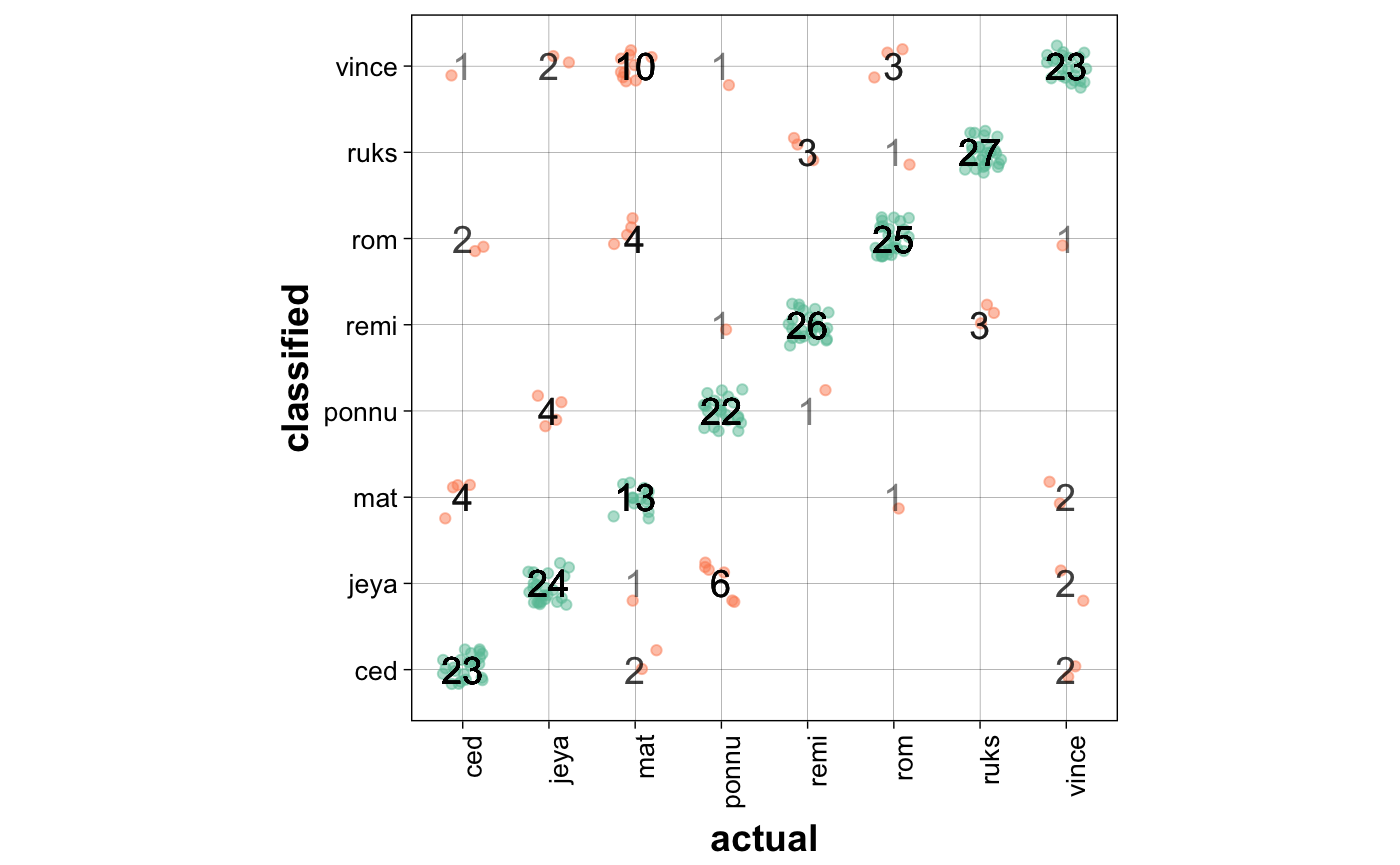 vince 1 2 10 1 3 23
ruks 3 1 27
rom 2 4 25 1
remi 1 26 3
ponnu 4 22 1
mat 4 13 1 2
jeya 24 1 6 2
ced 23 2 2
classified
ced jeya mat ponnu remi rom ruks vince
actual